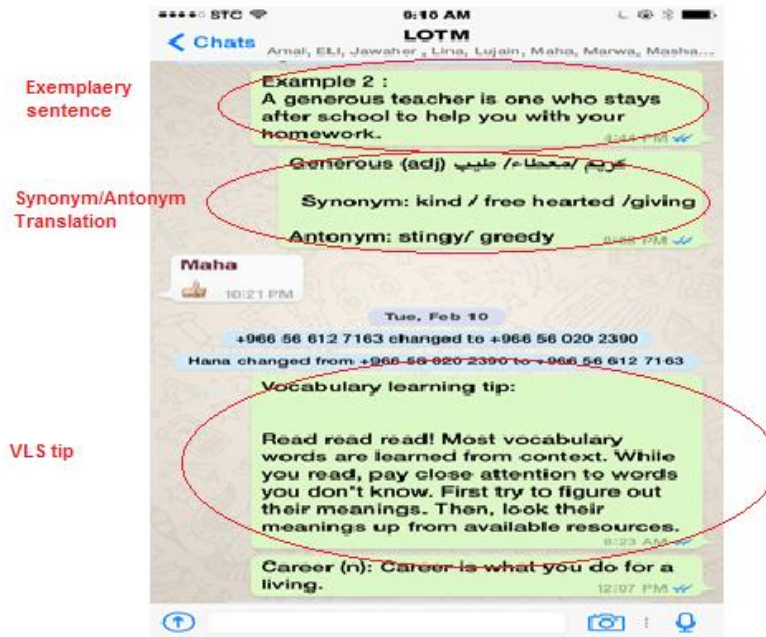 STC 9:10 AM
Chats LOTM
Amal, ELI, Jawaher, Lina, Lujain, Maha, Marwa, Masha...
Exemplaery
sentence
Example 2 :
A generous teacher is one who stays
after school to help you with your
homework.
4:44 PM
Synonym/Antonym
Translation
Generous (adj) كريم /معطاء/ طيب
Synonym: kind / free hearted /giving
Antonym: stingy/ greedy
PM
Maha
10:21 PM
Tue, Feb 10
+966 56 612 7163 changed to +966 56 020 2390
Hana changed from +966 56 020 2390 to +966 56 612 7163
VLS tip
Vocabulary learning tip:
Read read read! Most vocabulary
words are learned from context. While
you read, pay close attention to words
you don't know. First try to figure out
their meanings. Then, look their
meanings up from available resources.
8:23 AM
Career (n): Career is what you do for a
living.
12:07 PM